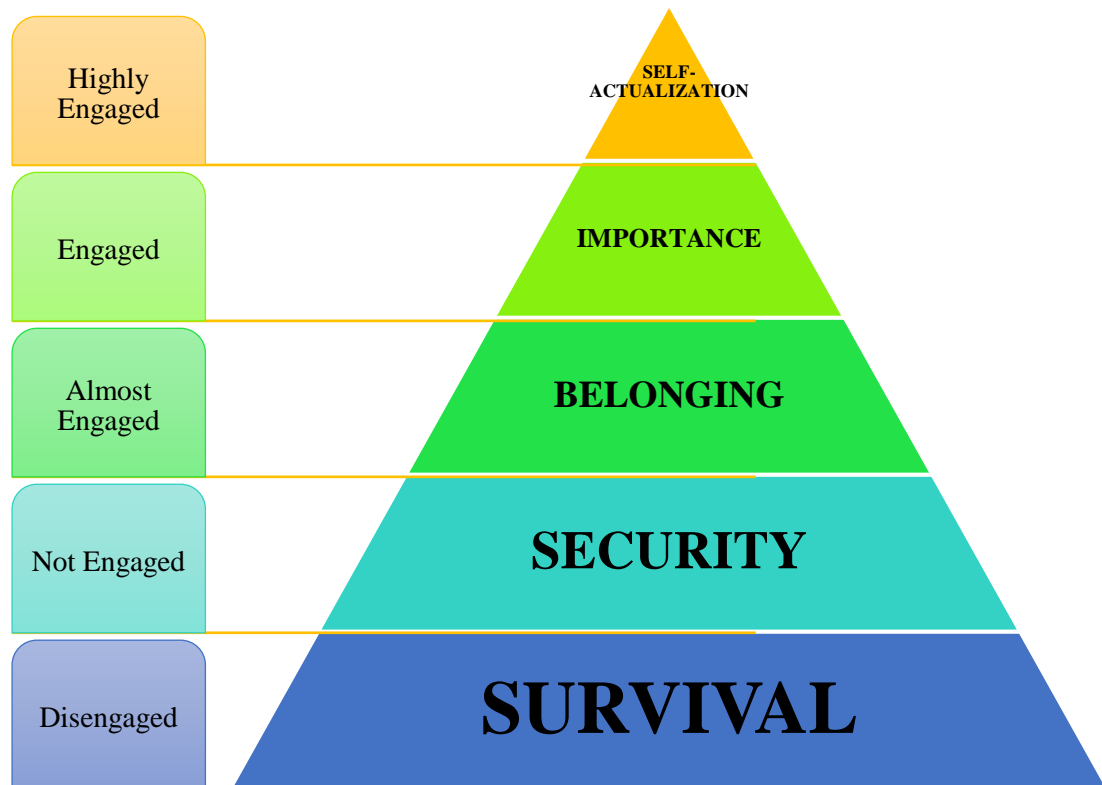 Highly
Engaged
SELF-
ACTUALIZATION
Engaged
IMPORTANCE
Almost
Engaged
BELONGING
Not Engaged
SECURITY
Disengaged
SURVIVAL